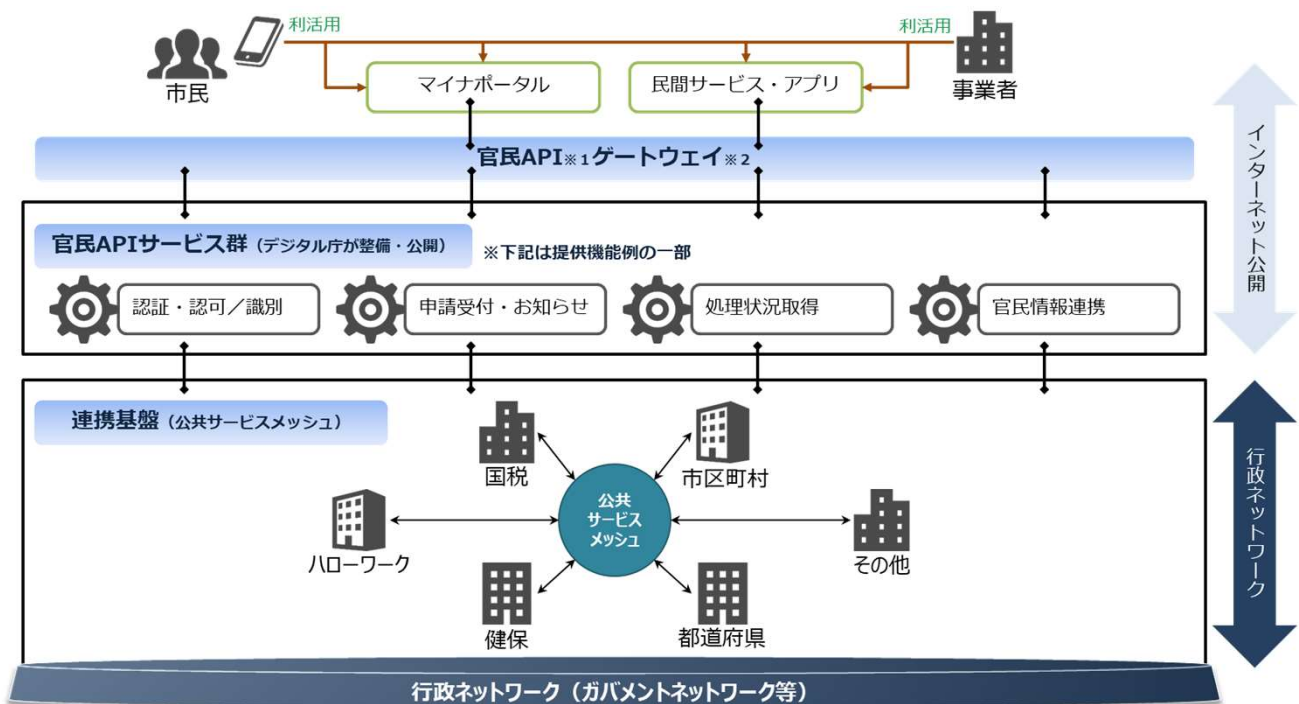 利活用
利活用
市民
マイナポータル
民間サービス・アプリ
事業者
官民API※1ゲートウェイ※2
官民APIサービス群（デジタル庁が整備・公開）
※下記は提供機能例の一部
認証・認可／識別
申請受付・お知らせ
処理状況取得
官民情報連携
インターネット公開
連携基盤（公共サービスメッシュ）
国税
市区町村
公共
サービス
メッシュ
ハローワーク
その他
健保
都道府県
行政ネットワーク
行政ネットワーク（ガバメントネットワーク等）